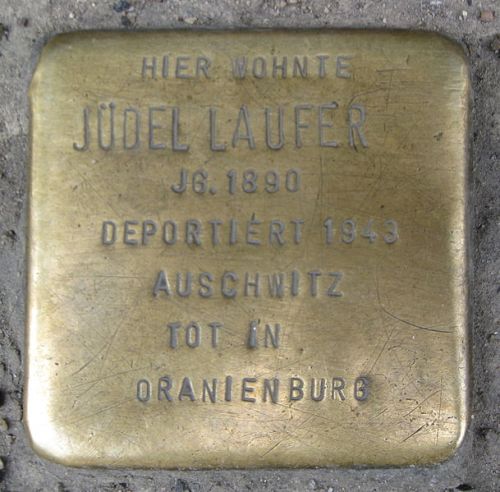 HIER WOHNTE
JÜDEL LAUFER
JG. 1890
DEPORTIERT 1943
AUSCHWITZ
TOT IN
ORANIENBURG